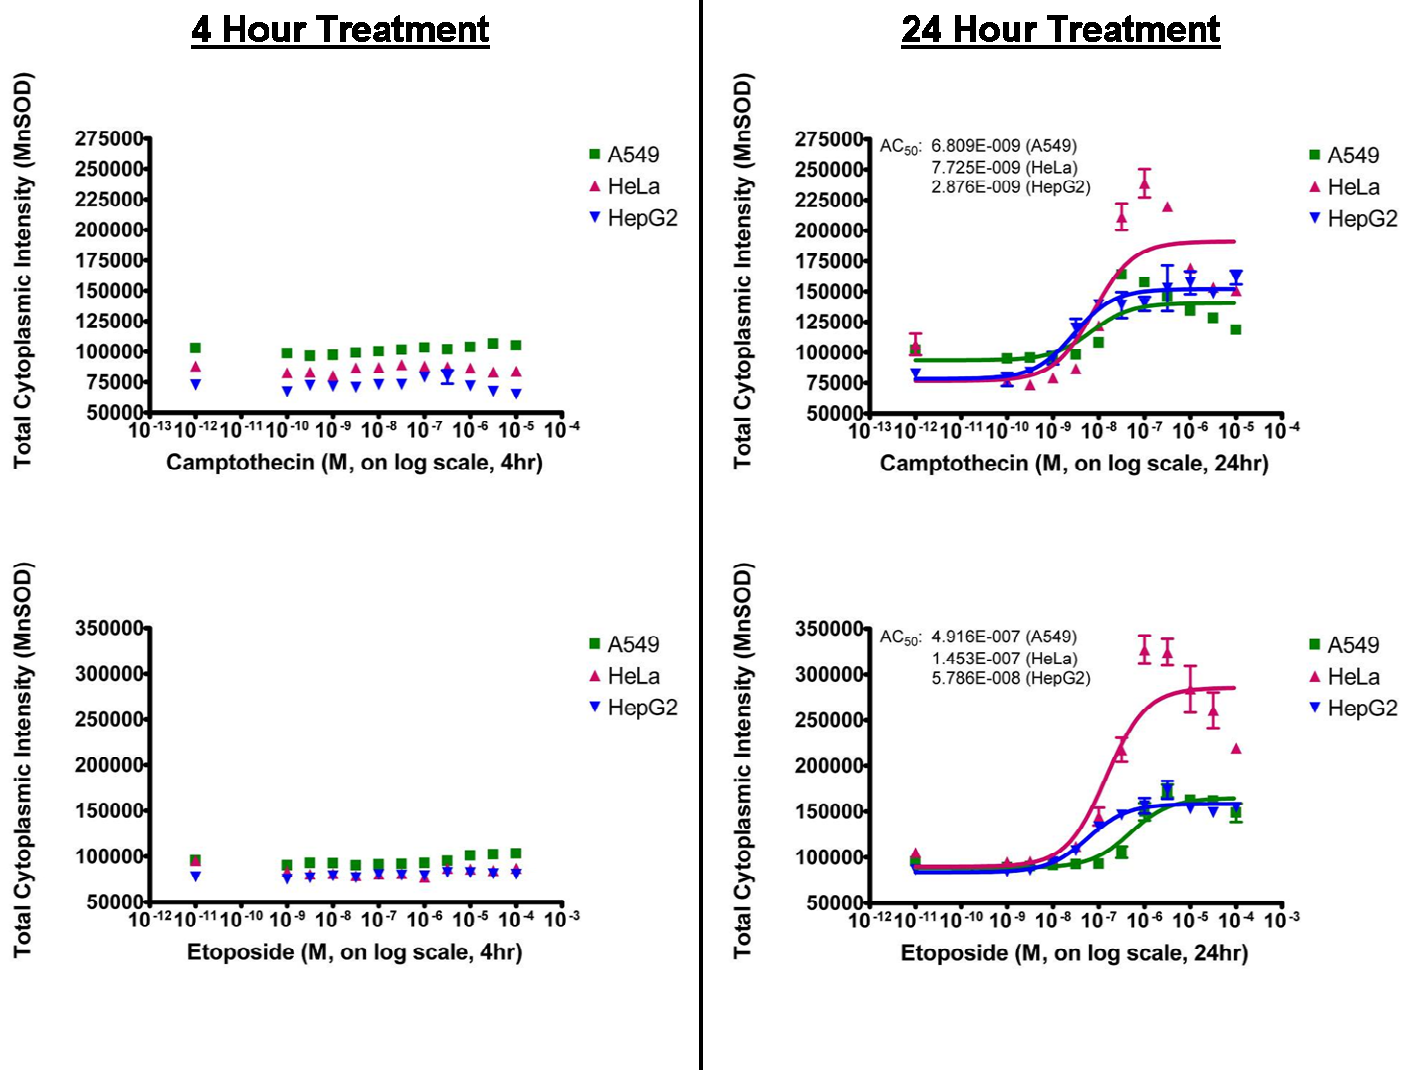 4 Hour Treatment
24 Hour Treatment
Total Cytoplasmic Intensity (MnSOD)
275000
250000
225000
200000
175000
150000
125000
100000
75000
50000
10-13 10-12 10-11 10-10 10-9 10-8 10-7 10-6 10-5 10-4
Camptothecin (M, on log scale, 4hr)
A549
HeLa
HepG2
Total Cytoplasmic Intensity (MnSOD)
275000
250000
225000
200000
175000
150000
125000
100000
75000
50000
AC50: 6.809E-009 (A549)
7.725E-009 (HeLa)
2.876E-009 (HepG2)
10-13 10-12 10-11 10-10 10-9 10-8 10-7 10-6 10-5 10-4
Camptothecin (M, on log scale, 24hr)
A549
HeLa
HepG2
Total Cytoplasmic Intensity (MnSOD)
350000
300000
250000
200000
150000
100000
50000
10-12 10-11 10-10 10-9 10-8 10-7 10-6 10-5 10-4 10-3
Etoposide (M, on log scale, 4hr)
A549
HeLa
HepG2
Total Cytoplasmic Intensity (MnSOD)
350000
300000
250000
200000
150000
100000
50000
AC50: 4.916E-007 (A549)
1.453E-007 (HeLa)
5.786E-008 (HepG2)
10-12 10-11 10-10 10-9 10-8 10-7 10-6 10-5 10-4 10-3
Etoposide (M, on log scale, 24hr)
A549
HeLa
HepG2